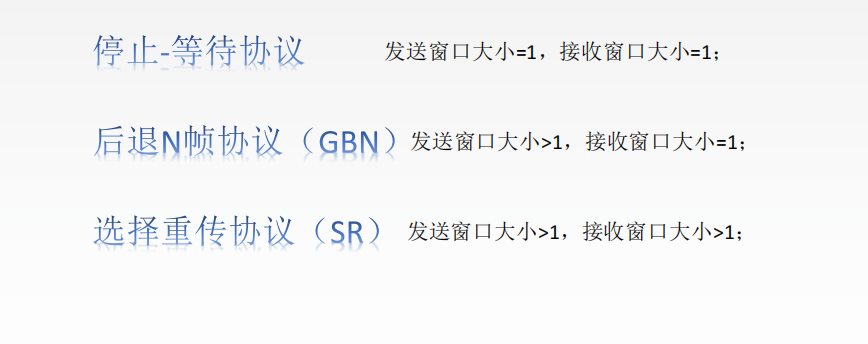 停止-等待协议 发送窗口大小=1，接收窗口大小=1；
后退N帧协议（GBN）发送窗口大小>1，接收窗口大小=1；
选择重传协议（SR） 发送窗口大小>1，接收窗口大小>1；